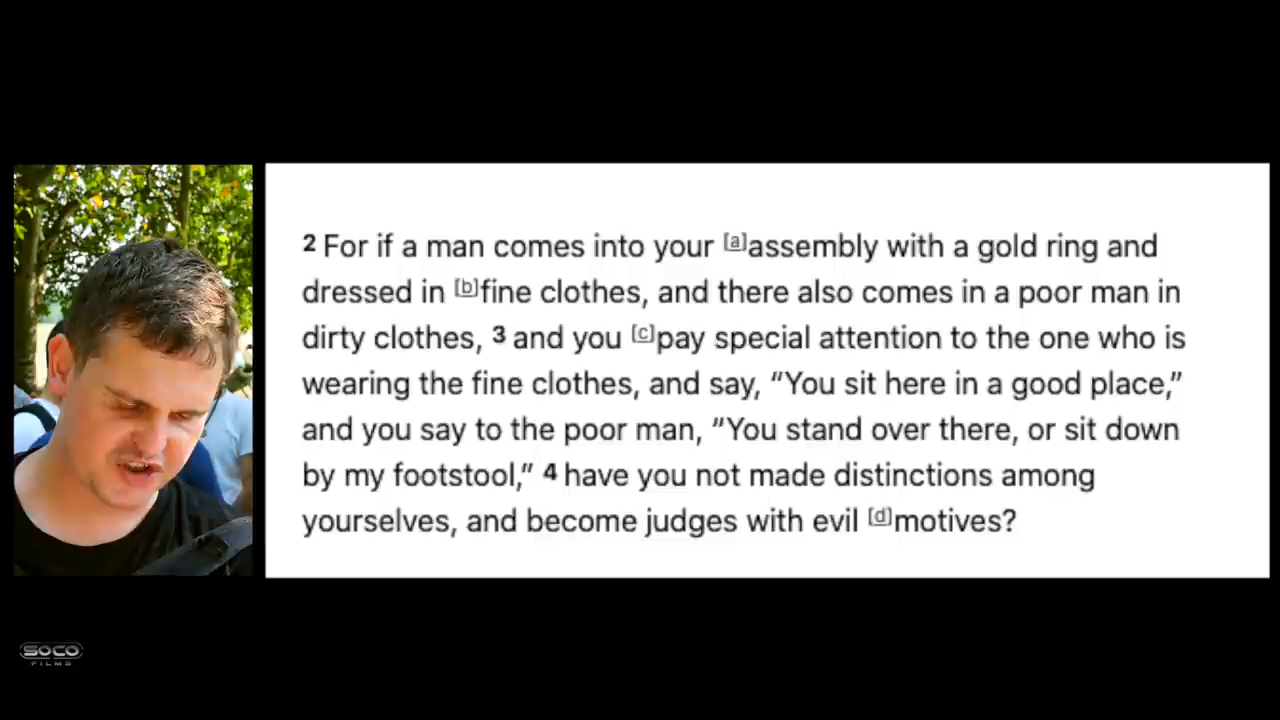 2 For if a man comes into your [a]assembly with a gold ring and
dressed in [b]fine clothes, and there also comes in a poor man in
dirty clothes, 3 and you [c]pay special attention to the one who is
wearing the fine clothes, and say, “You sit here in a good place,”
and you say to the poor man, “You stand over there, or sit down
by my footstool,” 4 have you not made distinctions among
yourselves, and become judges with evil [d]motives?
SOCO
FILMS